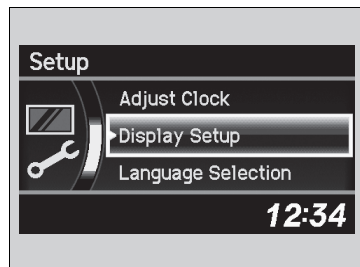 Setup
Adjust Clock
Display Setup
Language Selection
12:34